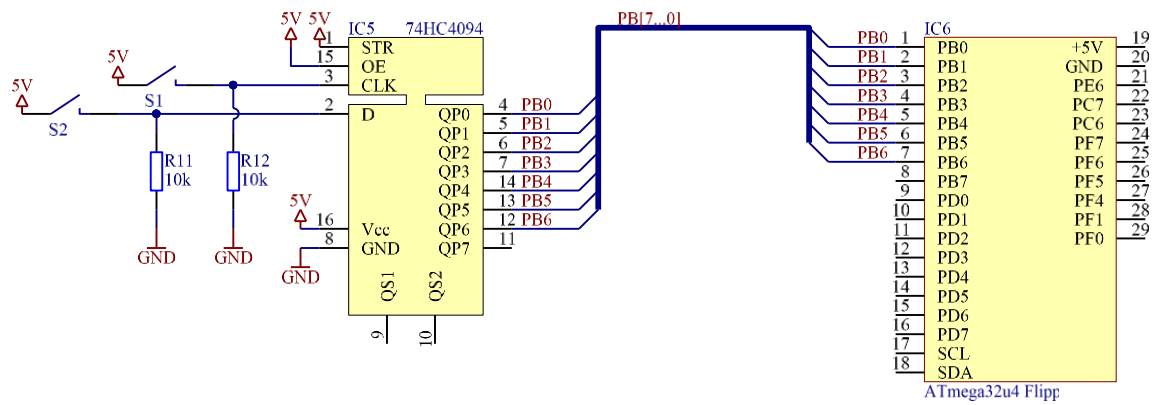 5V
5V
5V
5V
S2
S1
R11
10k
R12
10k
GND
GND
5V
GND
IC5
74HC4094
1
STR
15
OE
3
CLK
2
D
QP0
4
PB0
QP1
5
PB1
QP2
6
PB2
QP3
7
PB3
QP4
14
PB4
QP5
13
PB5
16
Vcc
QP6
12
PB6
8
GND
QP7
11
QS1
QS2
9
10
PB[7...0]
IC6
PB0
1
PB0
+5V
19
PB1
2
PB1
GND
20
PB2
3
PB2
PE6
21
PB3
4
PB3
PC7
22
PB4
5
PB4
PC6
23
PB5
6
PB5
PF7
24
PB6
7
PB6
PF6
25
8
PB7
PF5
26
9
PD0
PF4
27
10
PD1
PF1
28
11
PD2
PF0
29
12
PD3
13
PD4
14
PD5
15
PD6
16
PD7
17
SCL
18
SDA
ATmega32u4 Flipp